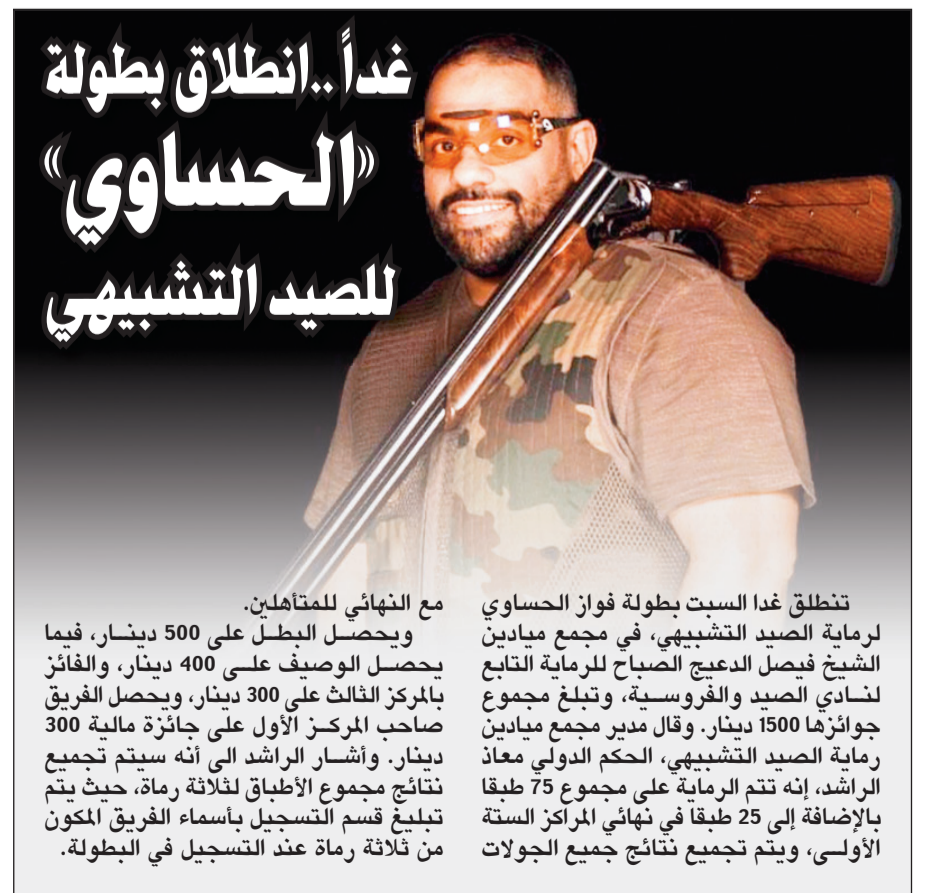 غداً.. انطلاق بطولة
«الحساوي»
للصيد التشبيهي
تنطلق غدا السبت بطولة فواز الحساوي
لرماية الصيد التشبيهي، في مجمع ميادين
الشيخ فيصل الدعيج الصباح للرماية التابع
لنادي الصيد والفروسية، وتبلغ مجموع
جوائزها 1500 دينار. وقال مدير مجمع ميادين
رماية الصيد التشبيهي، الحكم الدولي معاذ
الراشد، إنه تتم الرماية على مجموع 75 طبقا
بالإضافة إلى 25 طبقا في نهائي المراكز الستة
الأولى، ويتم تجميع نتائج جميع الجولات
مع النهائي للمتأهلين.
ويحصل البطل على 500 دينار، فيما
يحصل الوصيف على 400 دينار، والفائز
بالمركز الثالث على 300 دينار، ويحصل الفريق
صاحب المركز الأول على جائزة مالية 300
دينار. وأشار الراشد الى أنه سيتم تجميع
نتائج مجموع الأطباق لثلاثة رماة، حيث يتم
تبليغ قسم التسجيل بأسماء الفريق المكون
من ثلاثة رماة عند التسجيل في البطولة.